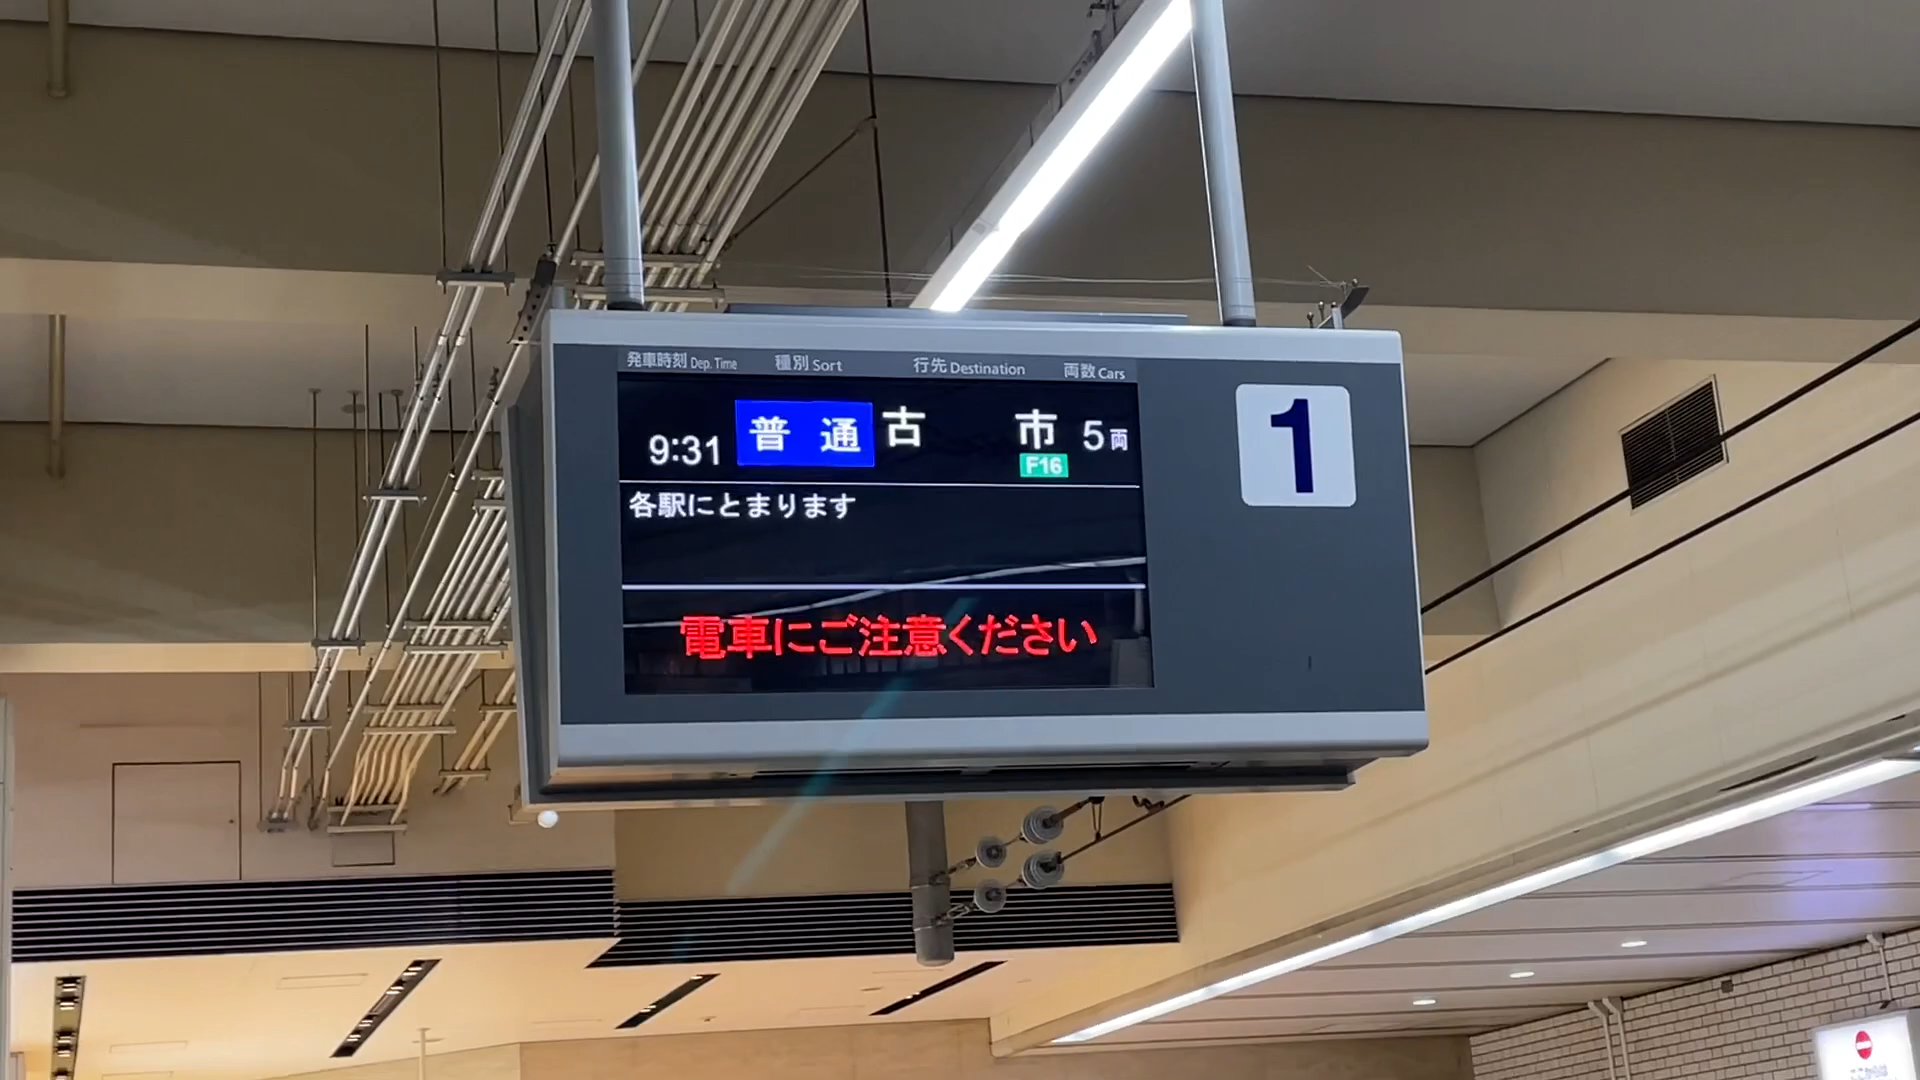 発車時刻 Dep. Time 種別 Sort 行先 Destination 両数 Cars
9:31 普通 古市 5両
F16
1
各駅にとまります
電車にご注意ください